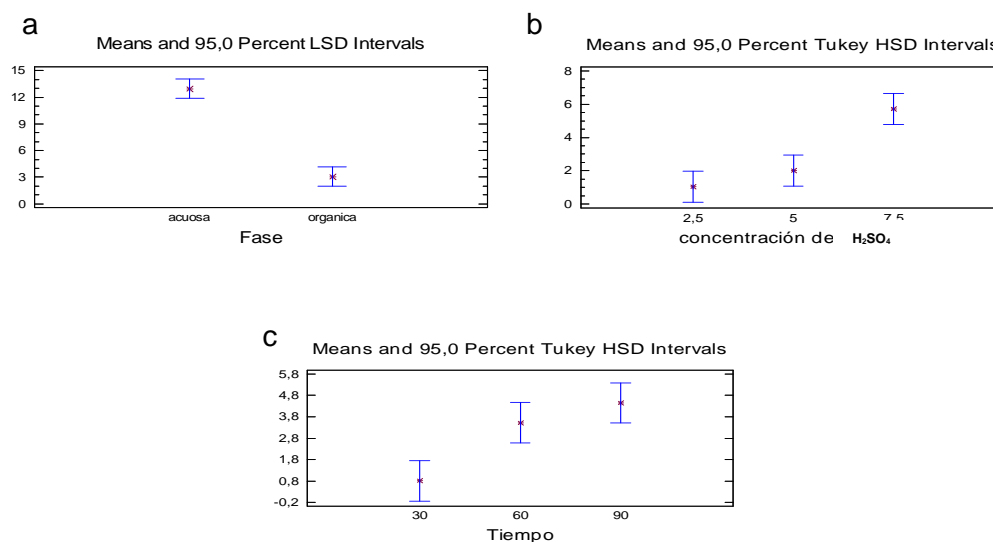 a
Means and 95,0 Percent LSD Intervals
15
12
9
6
3
0
acuosa organica
Fase
b
Means and 95,0 Percent Tukey HSD Intervals
8
6
4
2
0
2,5 5 7,5
concentración de H₂SO₄
c
Means and 95,0 Percent Tukey HSD Intervals
5,8
4,8
3,8
2,8
1,8
0,8
-0,2
30 60 90
Tiempo